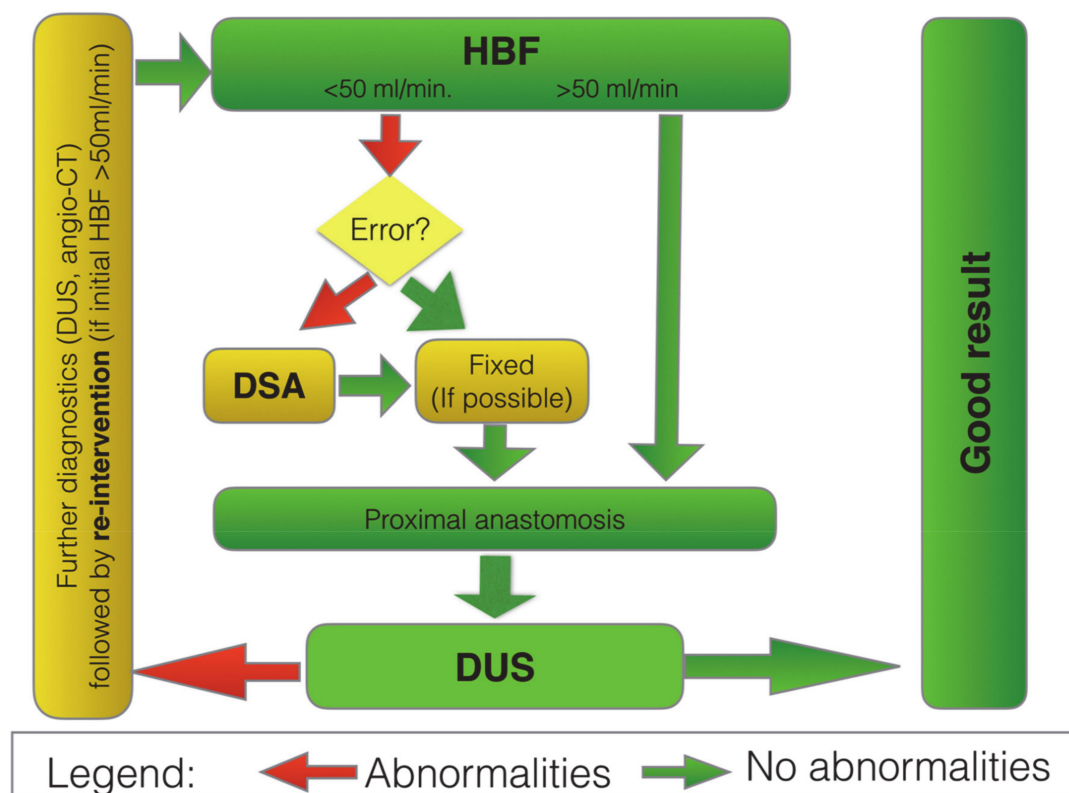 Further diagnostics (DUS, angio-CT)
followed by re-intervention (if initial HBF >50ml/min)
HBF
<50 ml/min. >50 ml/min
Error?
DSA
Fixed
(If possible)
Proximal anastomosis
DUS
Good result
Legend: Abnormalities No abnormalities